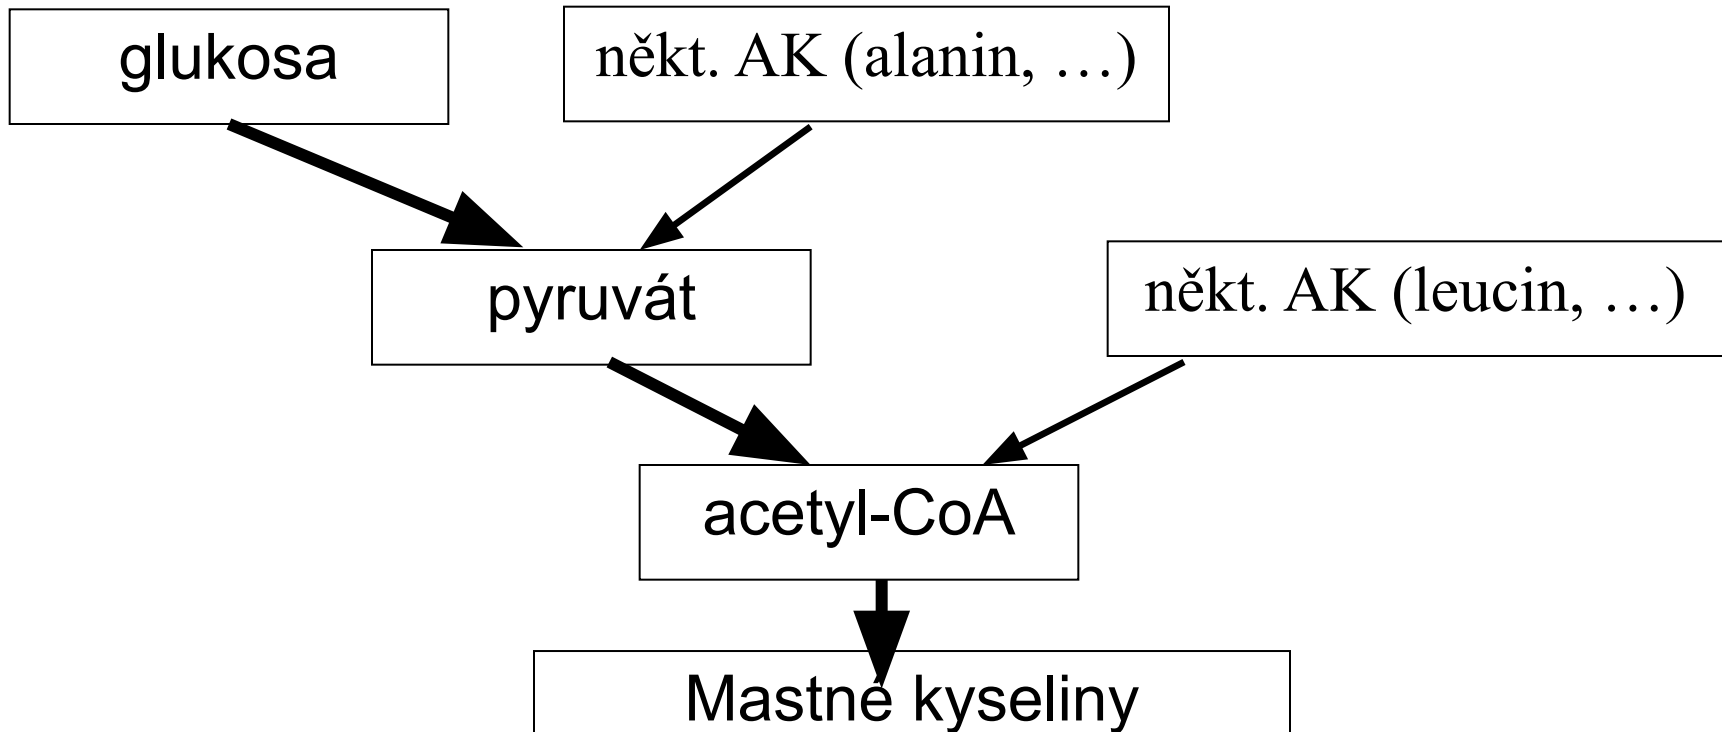 glukosa
někt. AK (alanin, …)
pyruvát
někt. AK (leucin, …)
acetyl-CoA
Mastné kyseliny